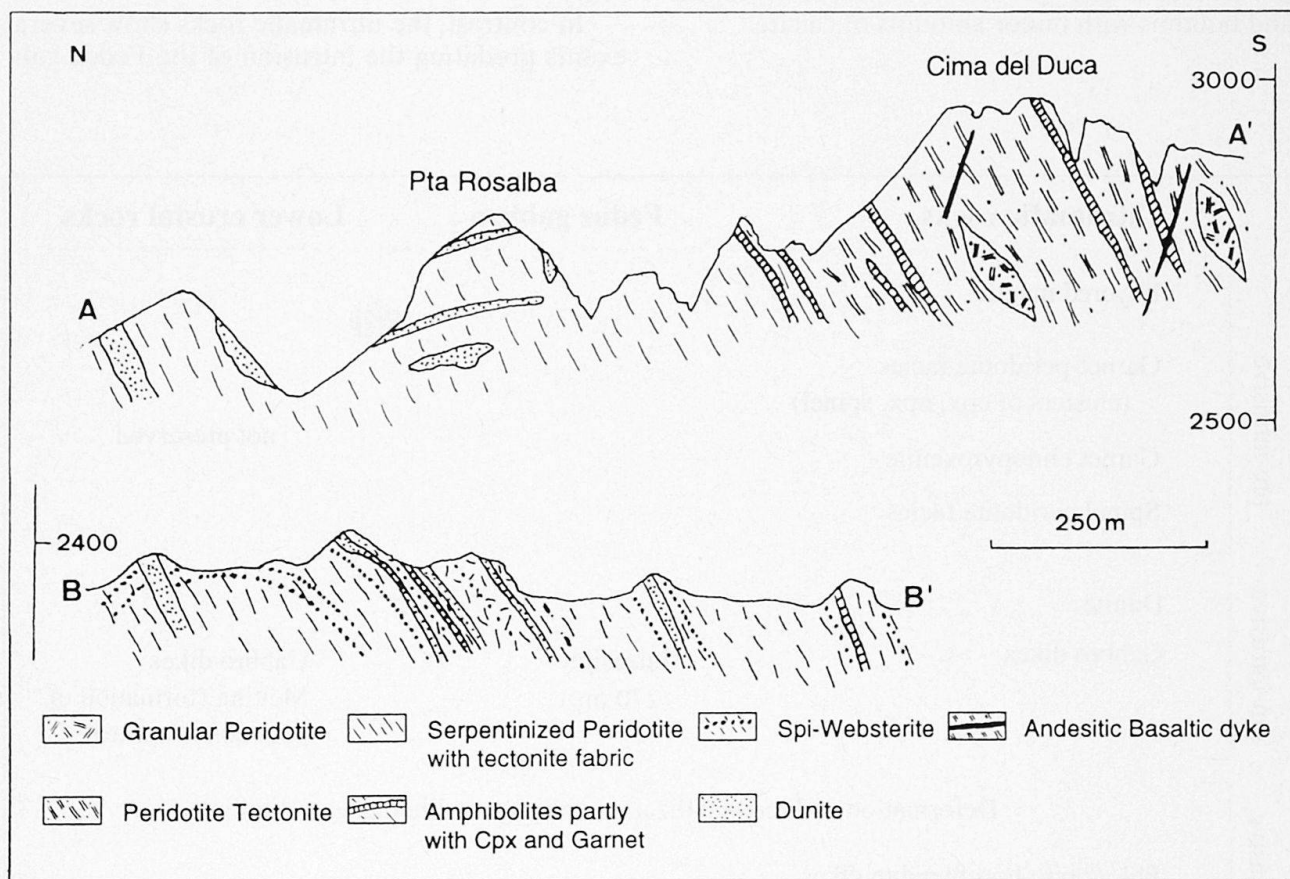 N
S
Cima del Duca
3000
A'
Pta Rosalba
A
2500
250m
2400
B
B'
Granular Peridotite
Serpentinized Peridotite
with tectonite fabric
Spi-Websterite
Andesitic Basaltic dyke
Peridotite Tectonite
Amphibolites partly
with Cpx and Garnet
Dunite